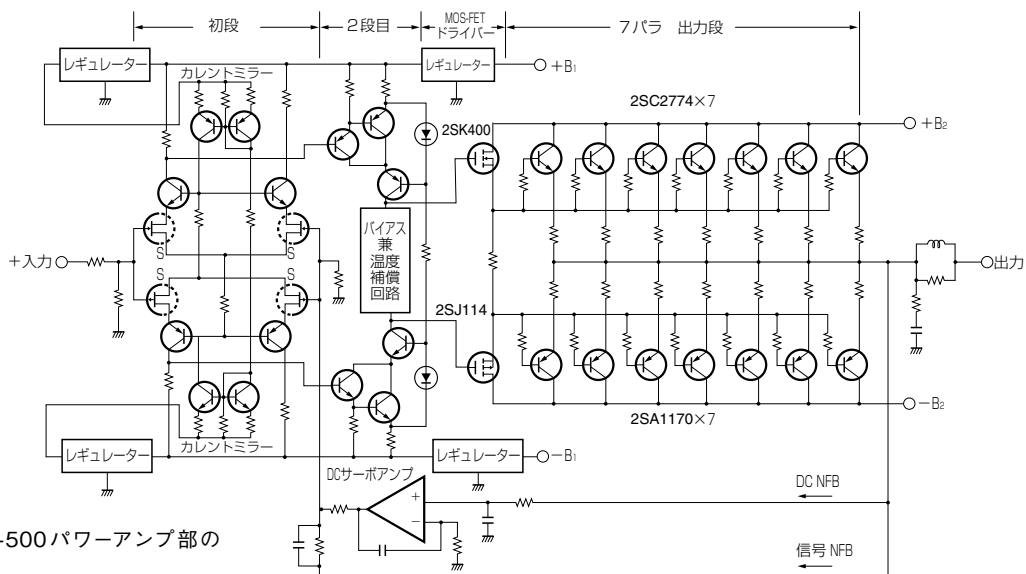 初段
2段目
MOS-FET
ドライバー
7パラ 出力段
レギュレーター
カレントミラー
レギュレーター
+B1
2SC2774×7
2SK400
+B2
バイアス
兼
温度
補償
回路
S
S
+入力
S
S
出力
2SJ114
-B2
2SA1170×7
カレントミラー
レギュレーター
レギュレーター
-B1
DCサーボアンプ
DC NFB
+
-
-500パワーアンプ部の
信号 NFB